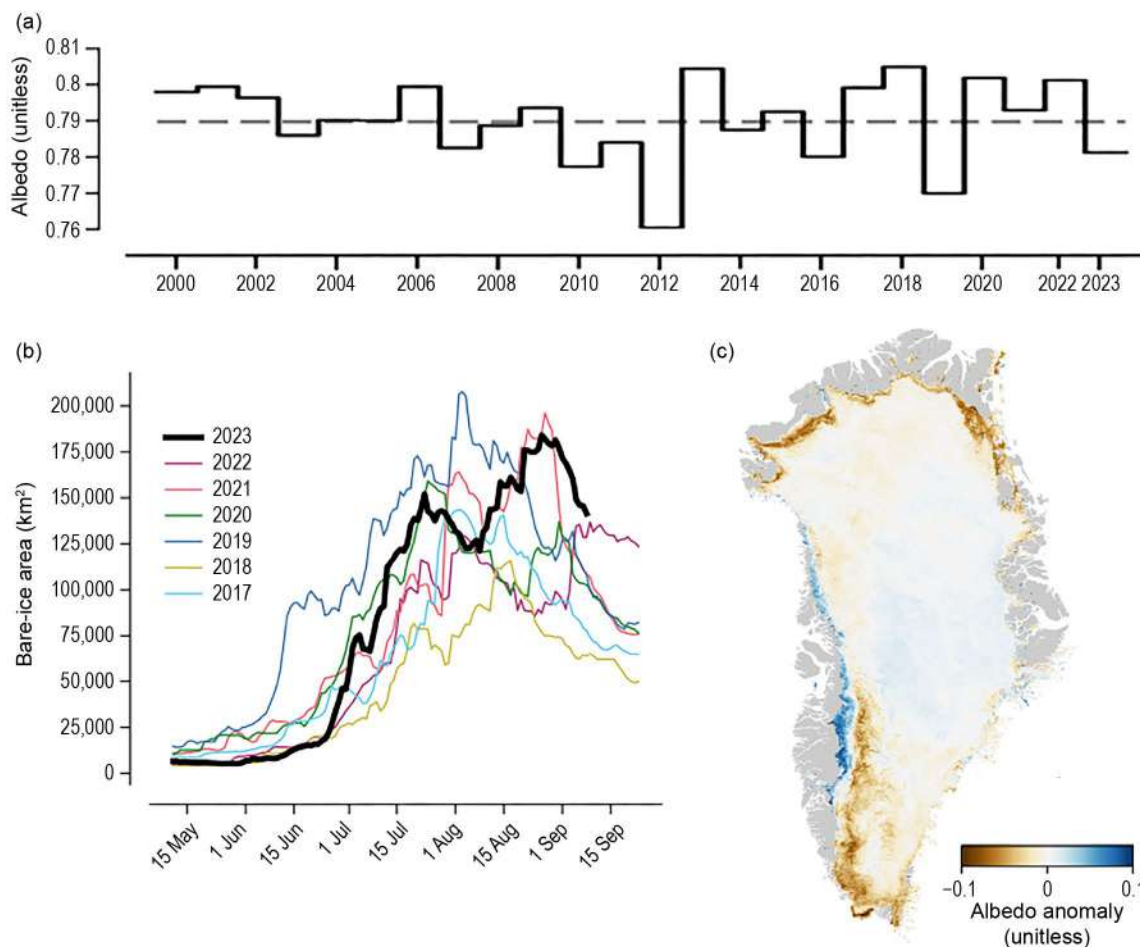 (a)
Albedo (unitless)
0.81
0.8
0.79
0.78
0.77
0.76
2000
2002
2004
2006
2008
2010
2012
2014
2016
2018
2020
2022
2023
(b)
Bare-ice area (km²)
200,000
175,000
150,000
125,000
100,000
75,000
50,000
25,000
0
2023
2022
2021
2020
2019
2018
2017
15 May
1 Jun
15 Jun
1 Jul
15 Jul
1 Aug
15 Aug
1 Sep
15 Sep
(c)
−0.1
0
0.1
Albedo anomaly
(unitless)